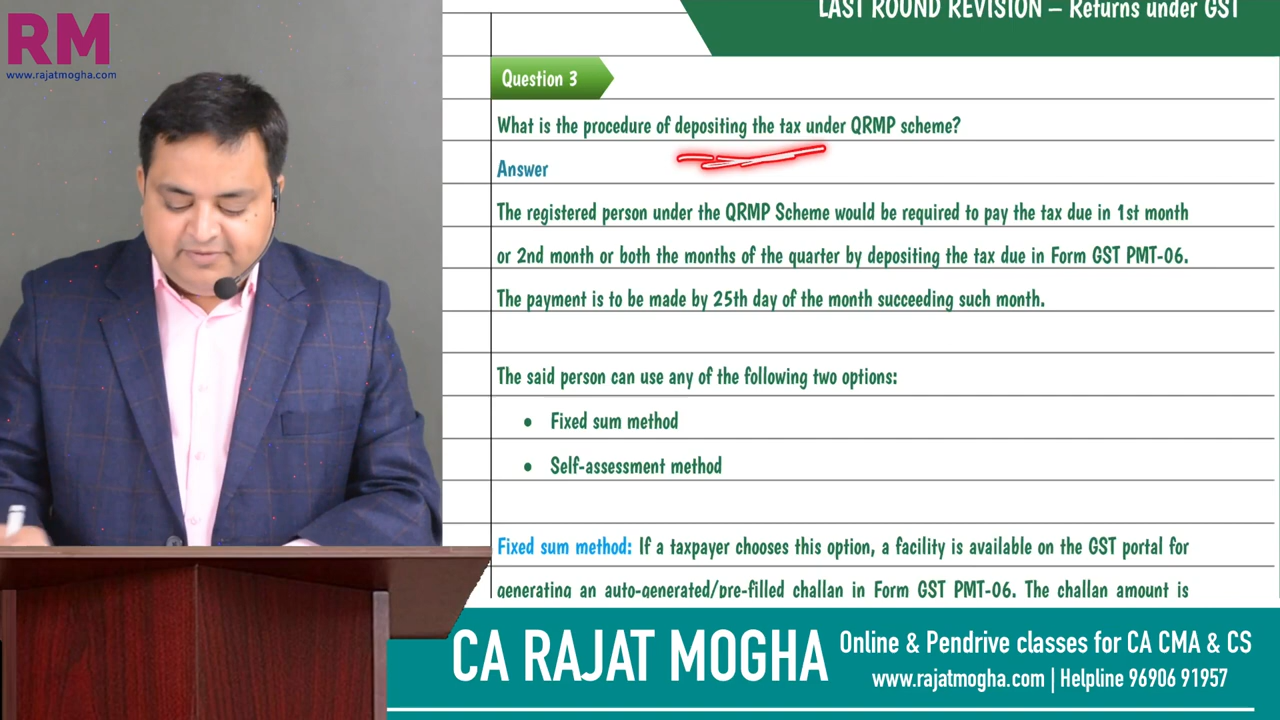 RM
www.rajatmogha.com
LAST ROUND REVISION – Returns under GST
Question 3
What is the procedure of depositing the tax under QRMP scheme?
Answer
The registered person under the QRMP Scheme would be required to pay the tax due in 1st month
or 2nd month or both the months of the quarter by depositing the tax due in Form GST PMT-06.
The payment is to be made by 25th day of the month succeeding such month.
The said person can use any of the following two options:
• Fixed sum method
• Self-assessment method
Fixed sum method: If a taxpayer chooses this option, a facility is available on the GST portal for
generating an auto-generated/pre-filled challan in Form GST PMT-06. The challan amount is
CA RAJAT MOGHA
Online & Pendrive classes for CA CMA & CS
www.rajatmogha.com | Helpline 96906 91957